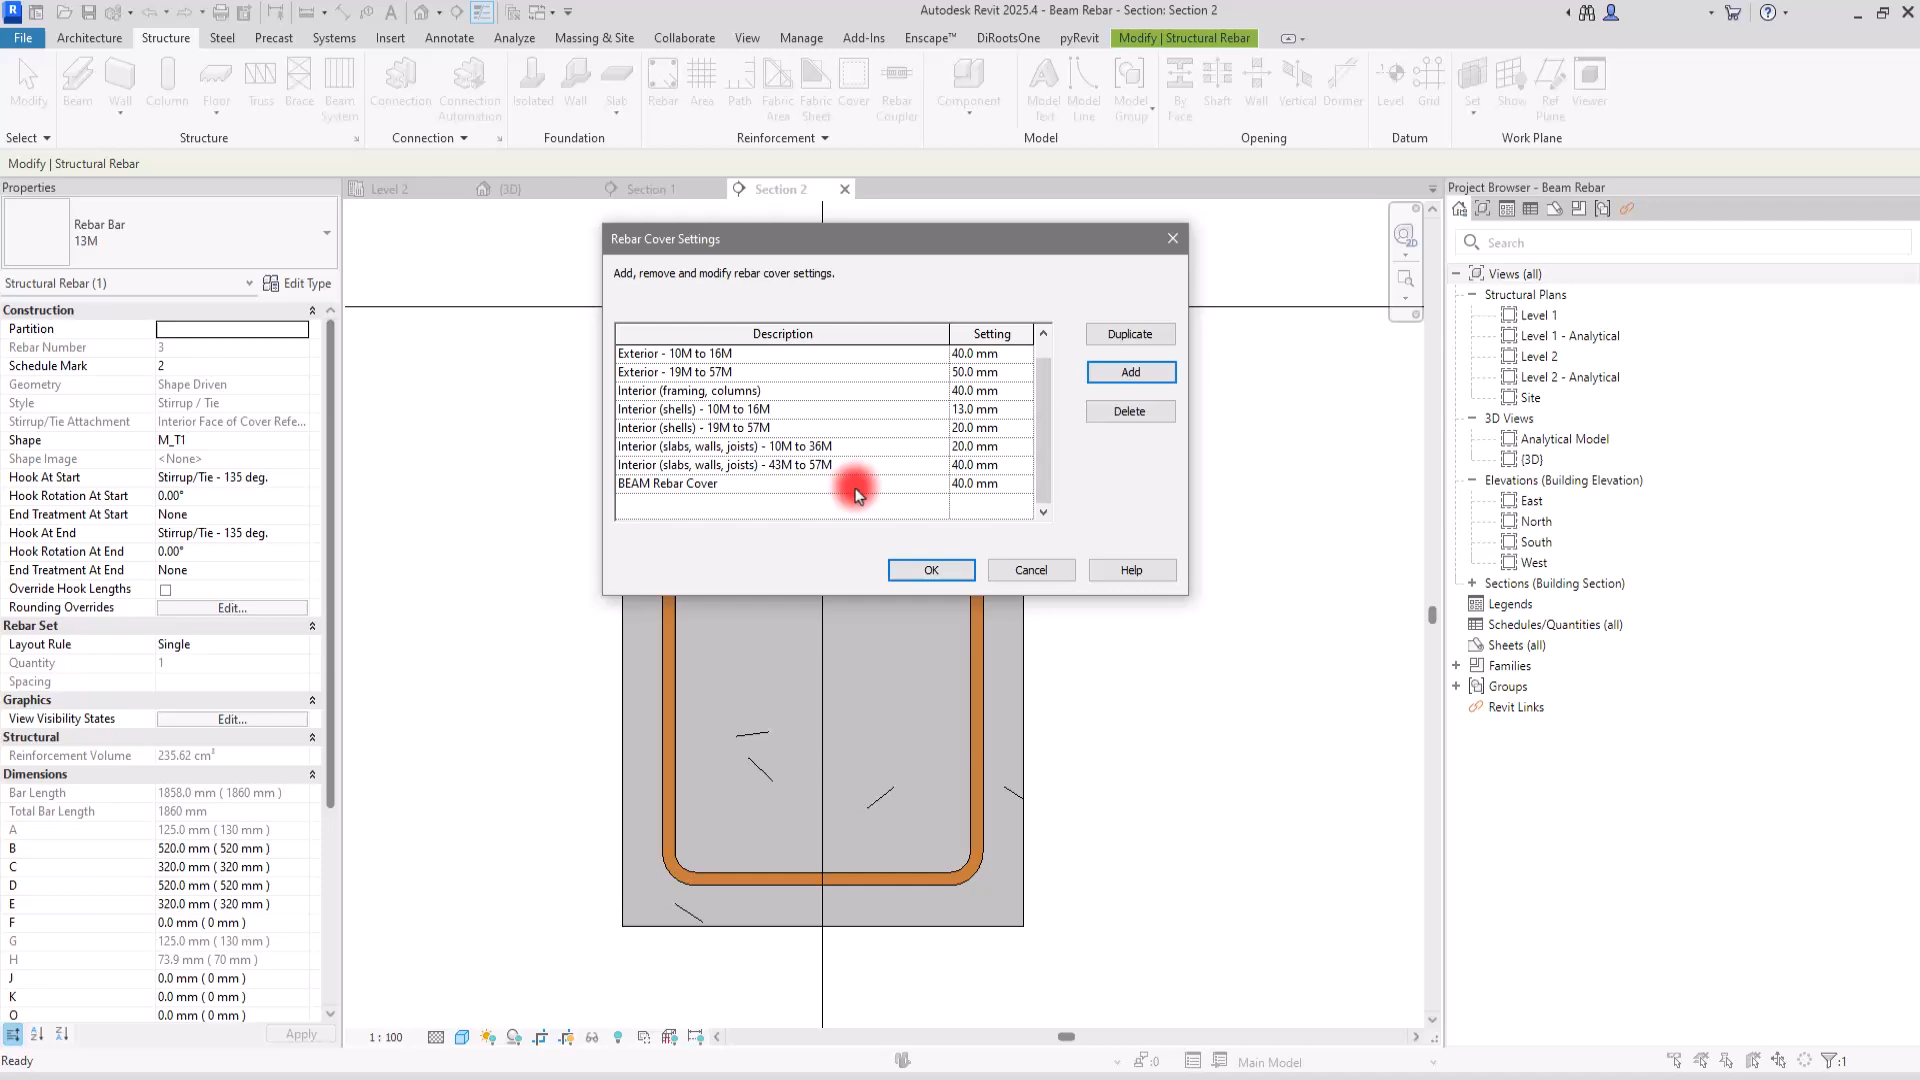 Autodesk Revit 2025.4 - Beam Rebar - Section: Section 2
File Architecture Structure Steel Precast Systems Insert Annotate Analyze Massing & Site Collaborate View Manage Add-Ins Enscape™ DiRootsOne pyRevit Modify | Structural Rebar
Modify Beam Wall Column Floor Truss Brace Beam System Connection Connection Automation Isolated Wall Slab Rebar Area Path Fabric Area Fabric Sheet Cover Rebar Coupler Component Model Text Model Line Model Group By Face Shaft Wall Vertical Dormer Level Grid Set Show Ref Plane Viewer
Select Structure Connection Foundation Reinforcement Model Opening Datum Work Plane
Modify | Structural Rebar
Properties
Rebar Bar
13M
Structural Rebar (1) Edit Type
Construction
Partition
Rebar Number 3
Schedule Mark 2
Geometry Shape Driven
Style Stirrup / Tie
Stirrup/Tie Attachment Interior Face of Cover Refe...
Shape M_T1
Shape Image <None>
Hook At Start Stirrup/Tie - 135 deg.
Hook Rotation At Start 0.00°
End Treatment At Start None
Hook At End Stirrup/Tie - 135 deg.
Hook Rotation At End 0.00°
End Treatment At End None
Override Hook Lengths
Rounding Overrides Edit...
Rebar Set
Layout Rule Single
Quantity 1
Spacing
Graphics
View Visibility States Edit...
Structural
Reinforcement Volume 235.62 cm³
Dimensions
Bar Length 1858.0 mm ( 1860 mm )
Total Bar Length 1860 mm
A 125.0 mm ( 130 mm )
B 520.0 mm ( 520 mm )
C 320.0 mm ( 320 mm )
D 520.0 mm ( 520 mm )
E 320.0 mm ( 320 mm )
F 0.0 mm ( 0 mm )
G 125.0 mm ( 130 mm )
H 73.9 mm ( 70 mm )
J 0.0 mm ( 0 mm )
K 0.0 mm ( 0 mm )
O 0.0 mm ( 0 mm )
Apply
Ready
Level 2 {3D} Section 1 Section 2
2D
Rebar Cover Settings
Add, remove and modify rebar cover settings.
Description Setting
Exterior - 10M to 16M 40.0 mm
Exterior - 19M to 57M 50.0 mm
Interior (framing, columns) 40.0 mm
Interior (shells) - 10M to 16M 13.0 mm
Interior (shells) - 19M to 57M 20.0 mm
Interior (slabs, walls, joists) - 10M to 36M 20.0 mm
Interior (slabs, walls, joists) - 43M to 57M 40.0 mm
BEAM Rebar Cover 40.0 mm
Duplicate
Add
Delete
OK Cancel Help
1 : 100
:0 Main Model :1
Project Browser - Beam Rebar
Search
Views (all)
Structural Plans
Level 1
Level 1 - Analytical
Level 2
Level 2 - Analytical
Site
3D Views
Analytical Model
{3D}
Elevations (Building Elevation)
East
North
South
West
Sections (Building Section)
Legends
Schedules/Quantities (all)
Sheets (all)
Families
Groups
Revit Links